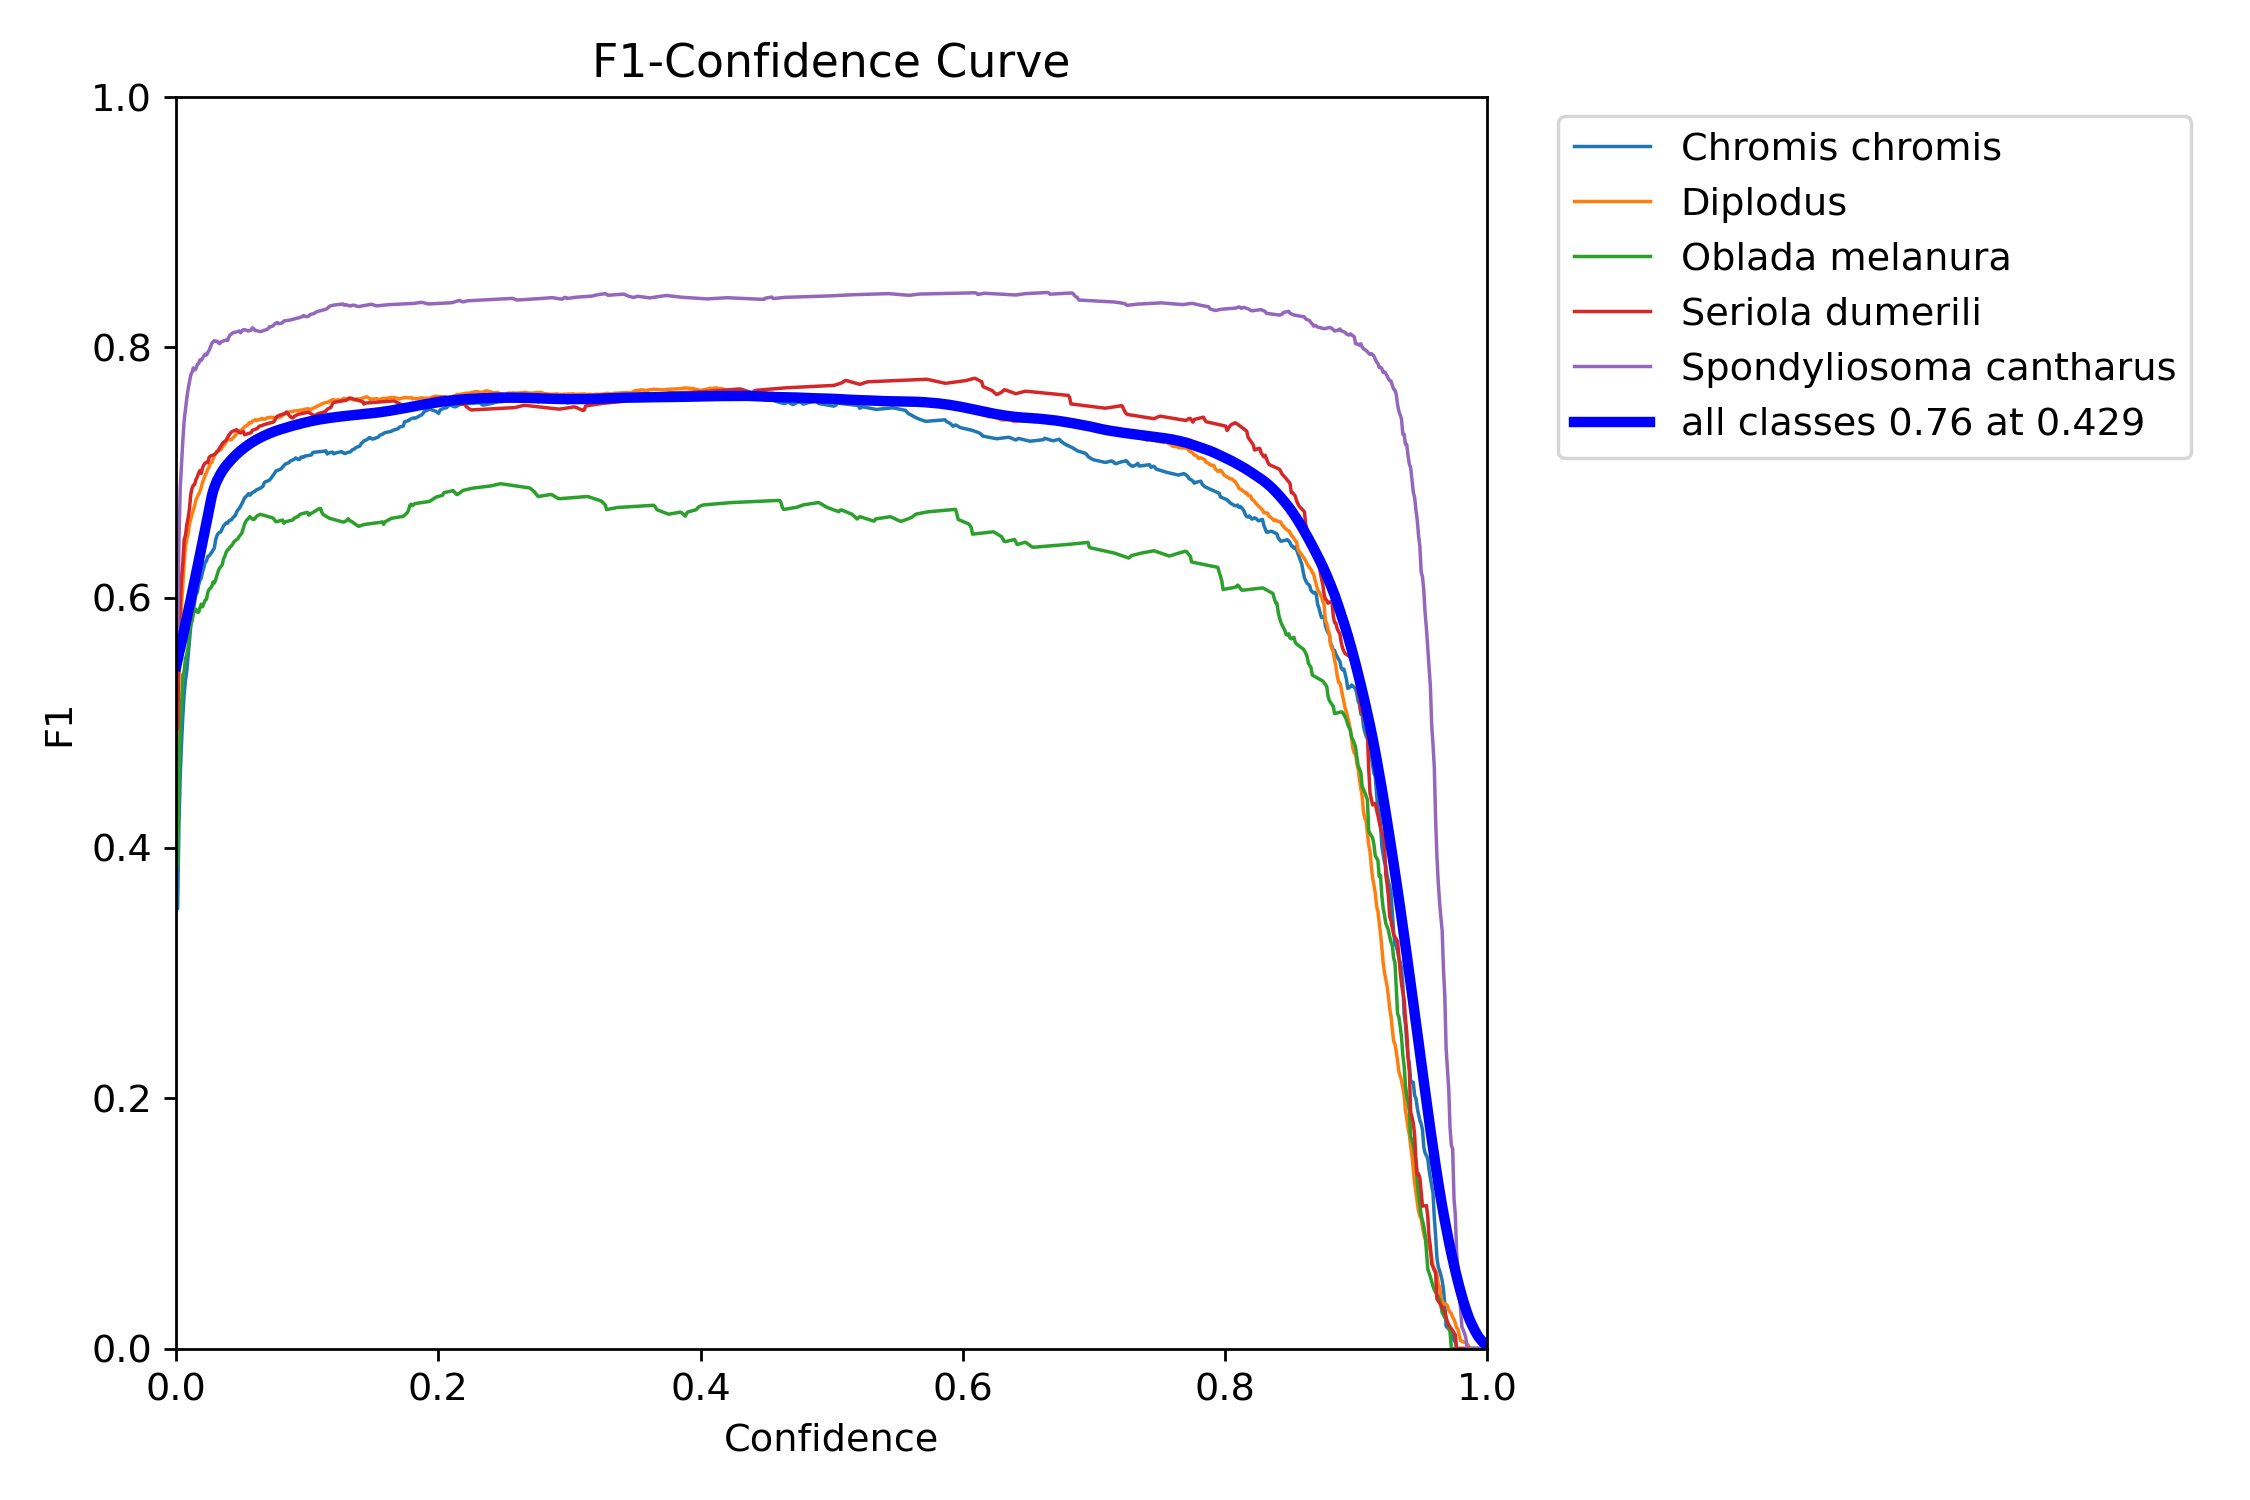 F1-Confidence Curve
1.0
0.8
0.6
0.4
0.2
0.0
F1
0.0 0.2 0.4 0.6 0.8 1.0
Confidence
Chromis chromis
Diplodus
Oblada melanura
Seriola dumerili
Spondyliosoma cantharus
all classes 0.76 at 0.429